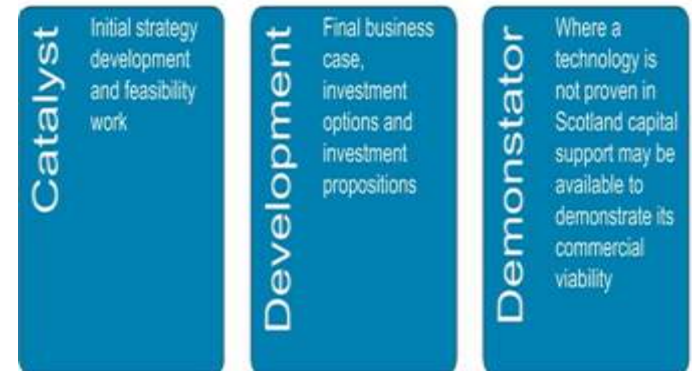 Catalyst
Initial strategy
development
and feasibility
work
Development
Final business
case,
investment
options and
investment
propositions
Demonstator
Where a
technology is
not proven in
Scotland capital
support may be
available to
demonstrate its
commercial
viability